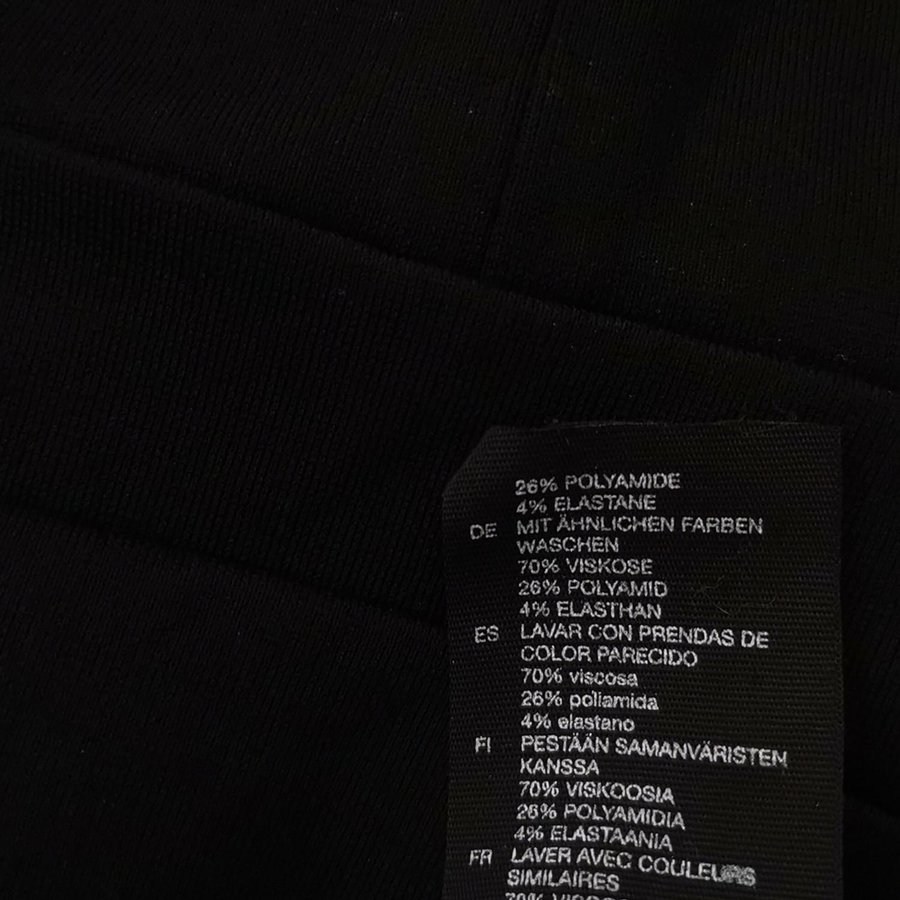 26% POLYAMIDE
4% ELASTANE
DE MIT ÄHNLICHEN FARBEN
WASCHEN
70% VISKOSE
26% POLYAMID
4% ELASTHAN
ES LAVAR CON PRENDAS DE
COLOR PARECIDO
70% viscosa
26% poliamida
4% elastano
FI PESTÄÄN SAMANVÄRISTEN
KANSSA
70% VISKOOSIA
26% POLYAMIDIA
4% ELASTAANIA
FR LAVER AVEC COULEURS
SIMILAIRES
70%